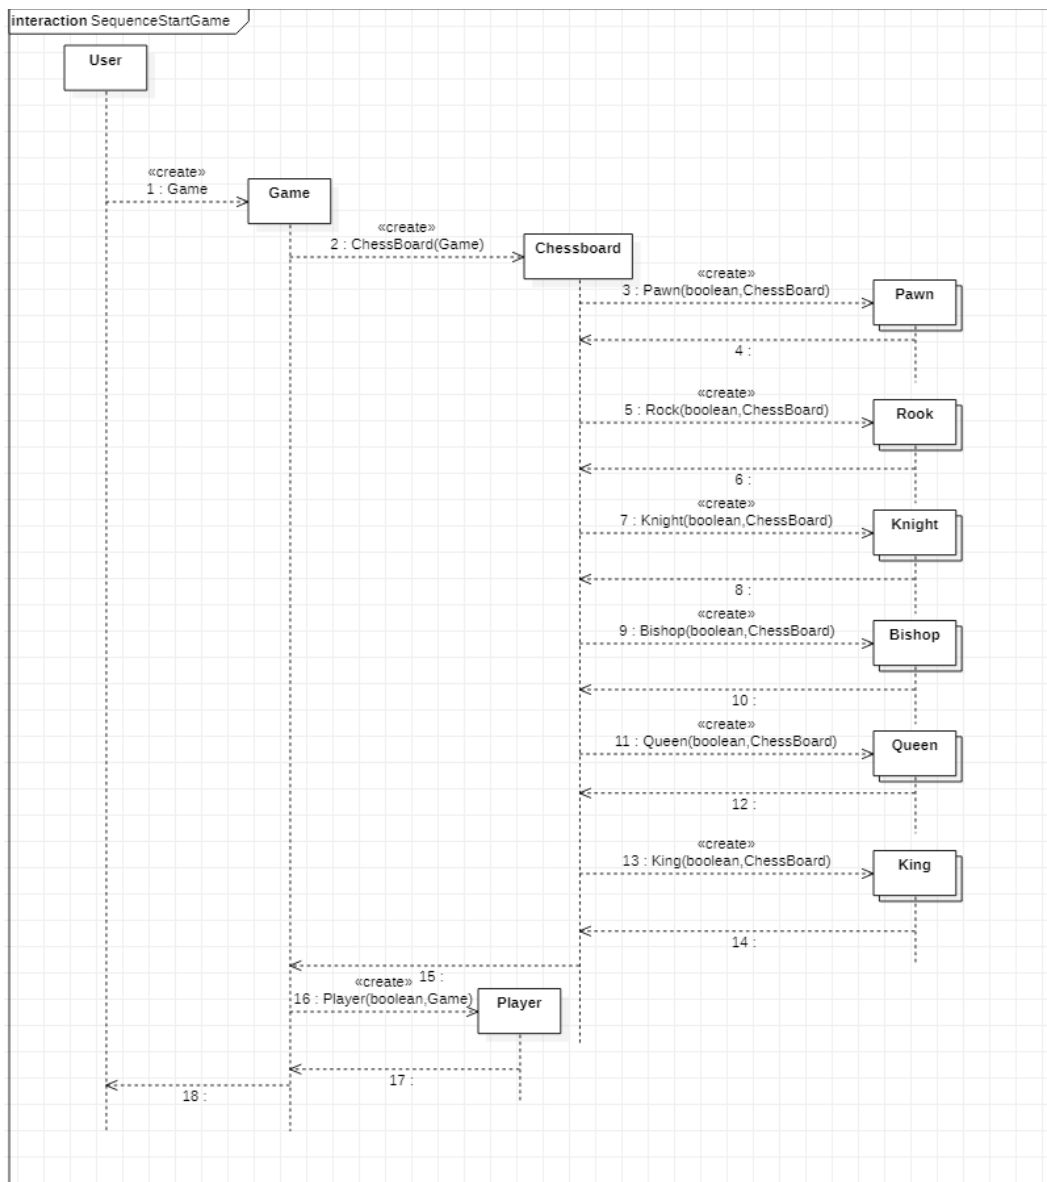 interaction SequenceStartGame
User
«create»
1 : Game
Game
«create»
2 : ChessBoard(Game)
Chessboard
«create»
3 : Pawn(boolean,ChessBoard)
Pawn
4 :
«create»
5 : Rock(boolean,ChessBoard)
Rook
6 :
«create»
7 : Knight(boolean,ChessBoard)
Knight
8 :
«create»
9 : Bishop(boolean,ChessBoard)
Bishop
10 :
«create»
11 : Queen(boolean,ChessBoard)
Queen
12 :
«create»
13 : King(boolean,ChessBoard)
King
14 :
15 :
«create»
16 : Player(boolean,Game)
Player
17 :
18 :